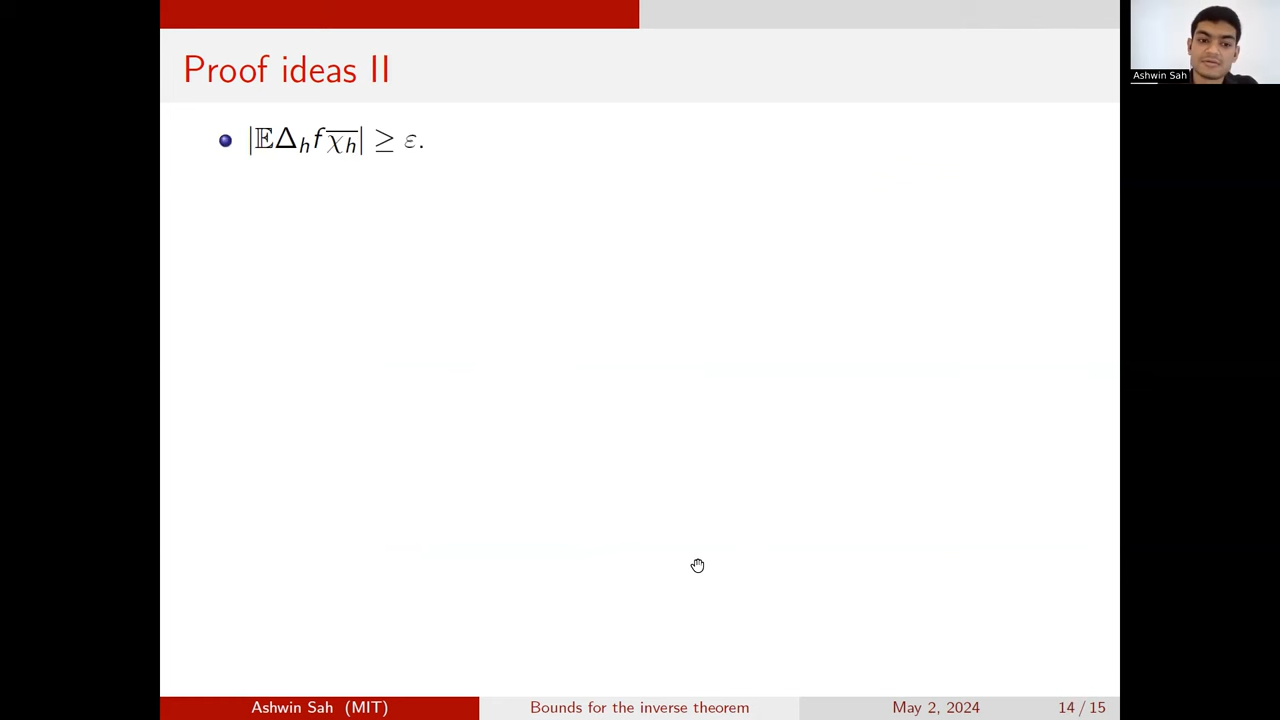 Proof ideas II
Ashwin Sah
|𝔼Δ_h f \overline{χ_h}| ≥ ε.
Ashwin Sah (MIT)
Bounds for the inverse theorem
May 2, 2024
14 / 15